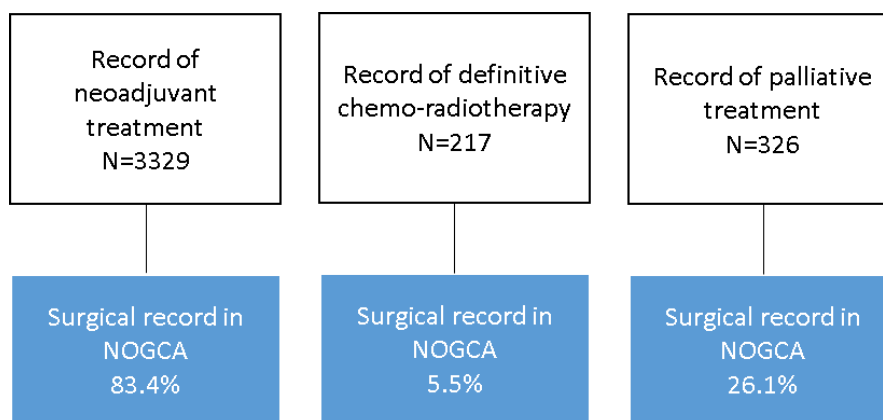 Record of
neoadjuvant
treatment
N=3329
Record of definitive
chemo-radiotherapy
N=217
Record of palliative
treatment
N=326
Surgical record in
NOGCA
83.4%
Surgical record in
NOGCA
5.5%
Surgical record in
NOGCA
26.1%